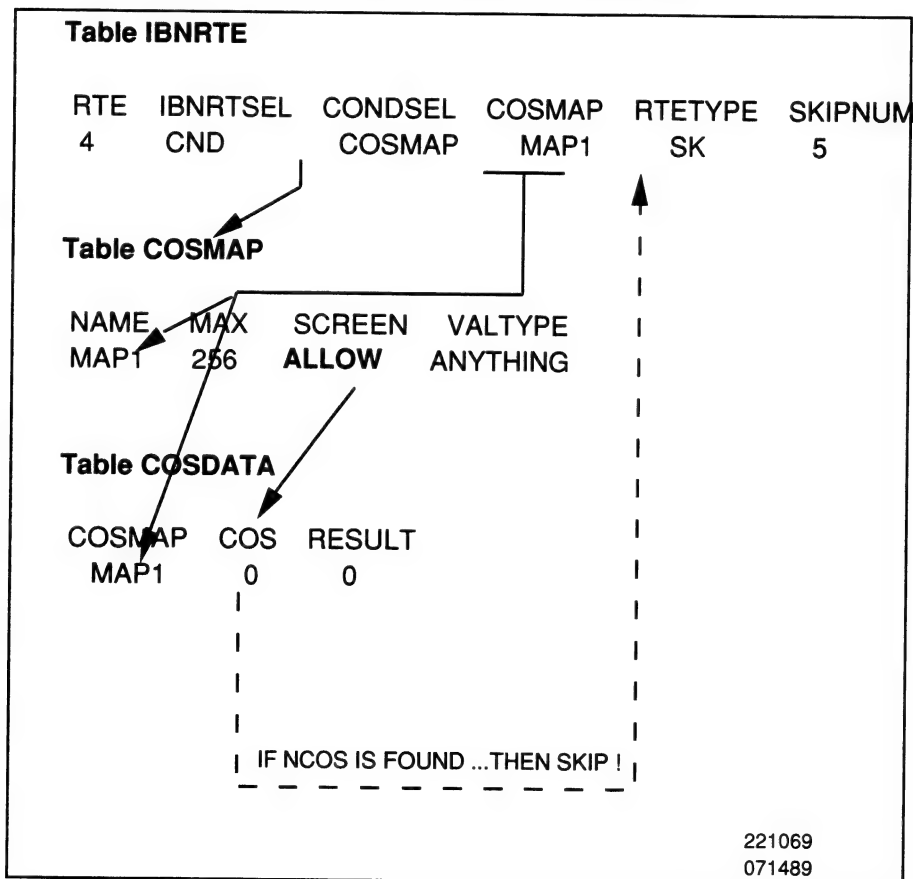 Table IBNRTE
RTE IBNRTSEL CONDSEL COSMAP RTETYPE SKIPNUM
4 CND COSMAP MAP1 SK 5
Table COSMAP
NAME MAX SCREEN VALTYPE
MAP1 256 ALLOW ANYTHING
Table COSDATA
COSMAP COS RESULT
MAP1 0 0
IF NCOS IS FOUND ...THEN SKIP !
221069
071489